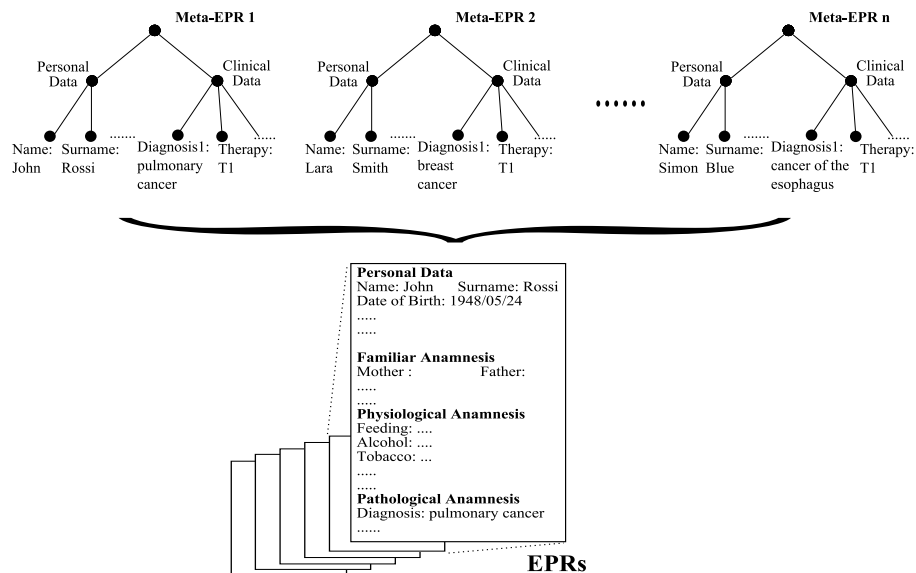 Meta-EPR 1
Personal
Data
Clinical
Data
Name:
John
Surname:
Rossi
.......
Diagnosis1:
pulmonary
cancer
Therapy:
T1
.....
Meta-EPR 2
Personal
Data
Clinical
Data
Name:
Lara
Surname:
Smith
.......
Diagnosis1:
breast
cancer
Therapy:
T1
.....
......
Meta-EPR n
Personal
Data
Clinical
Data
Name:
Simon
Surname:
Blue
.......
Diagnosis1:
cancer of the
esophagus
Therapy:
T1
.....
Personal Data
Name: John Surname: Rossi
Date of Birth: 1948/05/24
.....
.....
Familiar Anamnesis
Mother : Father:
.....
.....
Physiological Anamnesis
Feeding: ....
Alcohol: ....
Tobacco: ...
.....
.....
Pathological Anamnesis
Diagnosis: pulmonary cancer
......
EPRs